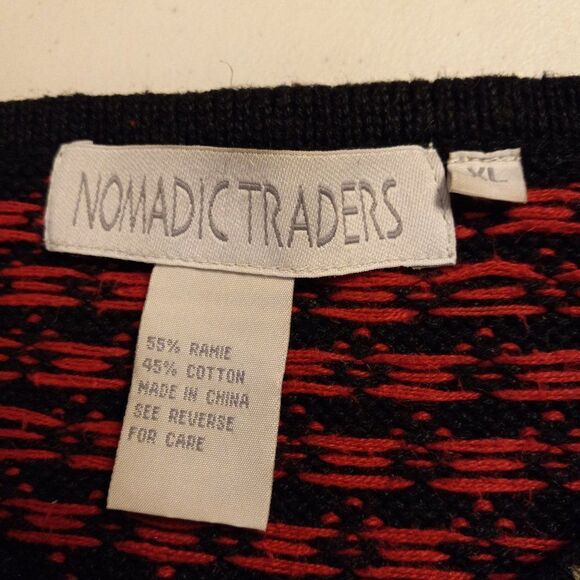 NOMADIC TRADERS
XL
55% RAMIE
45% COTTON
MADE IN CHINA
SEE REVERSE
FOR CARE